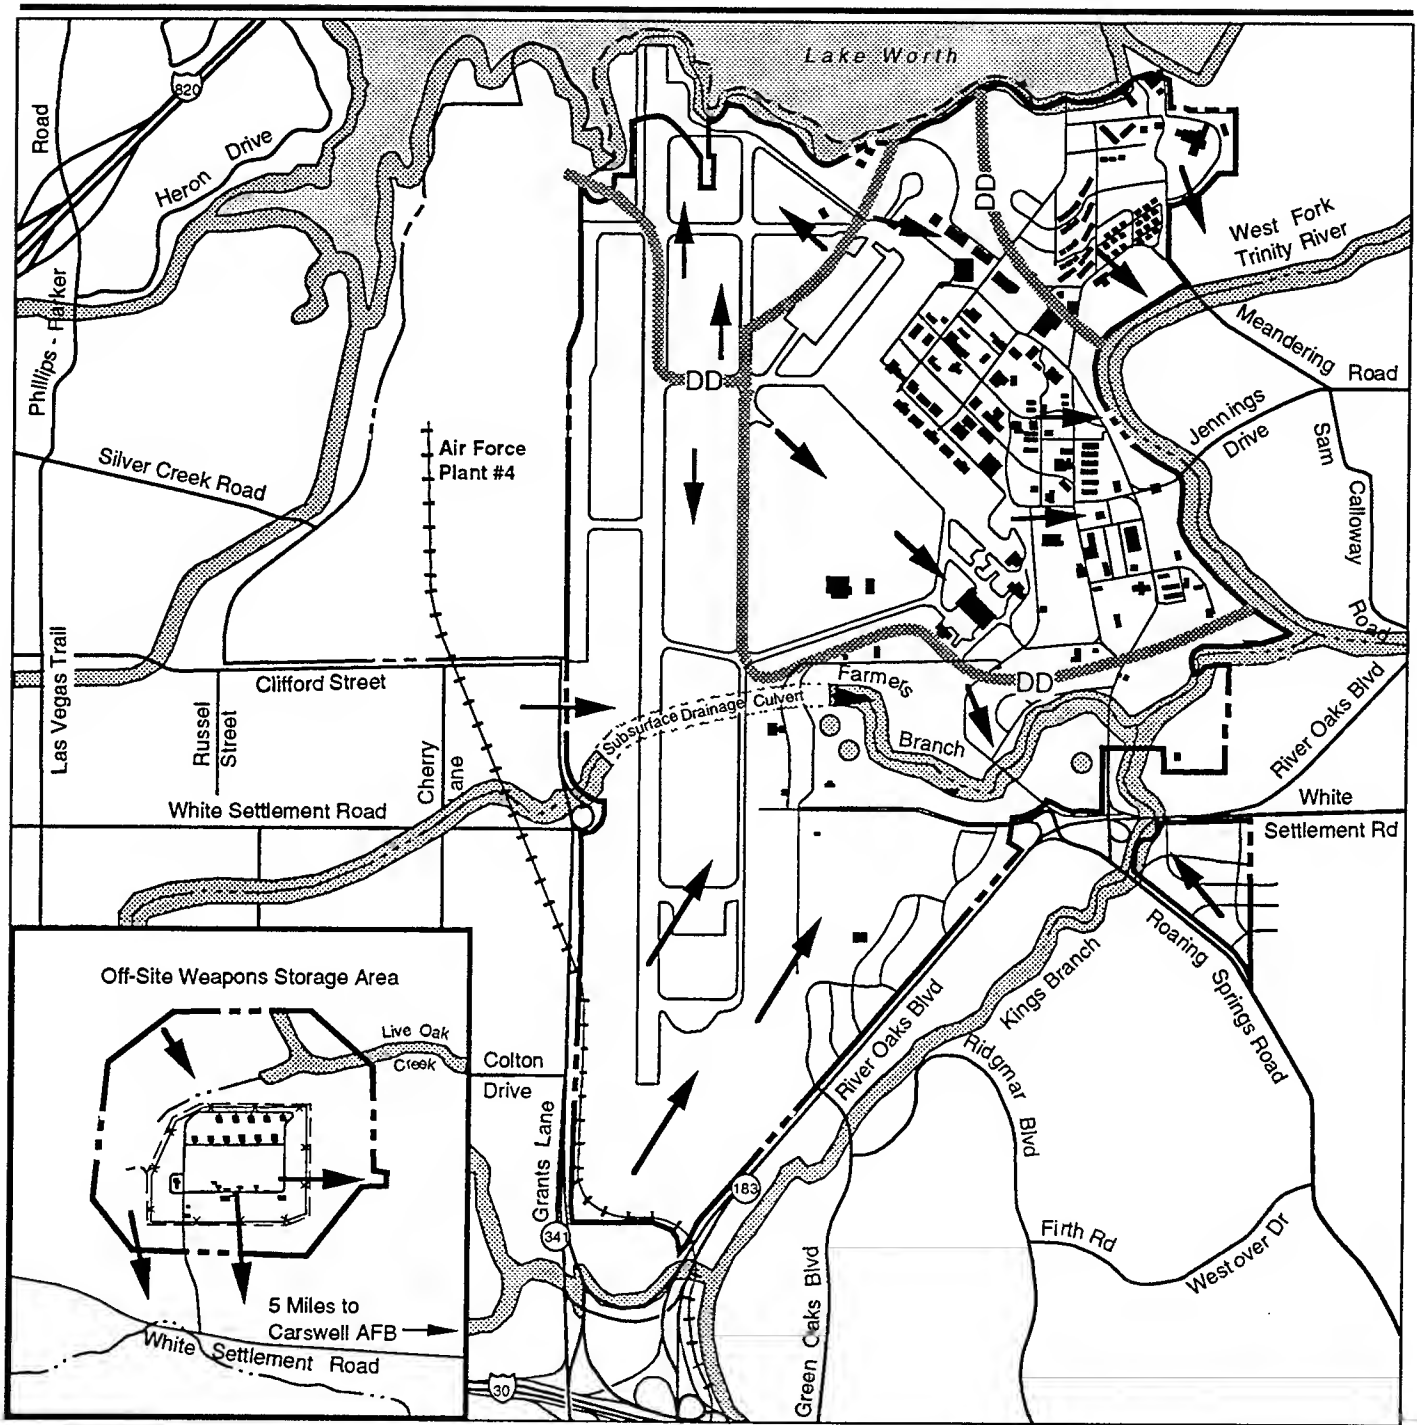 Lake Worth
820
Road
Heron Drive
West Fork
Trinity River
DD
Phillips - Parker
Meandering Road
DD
Jennings
Drive
Sam Calloway Road
Air Force
Plant #4
Silver Creek Road
Las Vegas Trail
Clifford Street
Farmers
DD
Subsurface Drainage Culvert
Russel
Street
Branch
River Oaks Blvd
Cherry
Lane
White Settlement Road
White
Settlement Rd
Off-Site Weapons Storage Area
Roaring Springs Road
Kings Branch
River Oaks Blvd
Live Oak
Creek
Colton
Drive
Ridgmar Blvd
Grants Lane
183
341
Firth Rd
Westover Dr
Green Oaks Blvd
5 Miles to
Carswell AFB
White Settlement Road
30